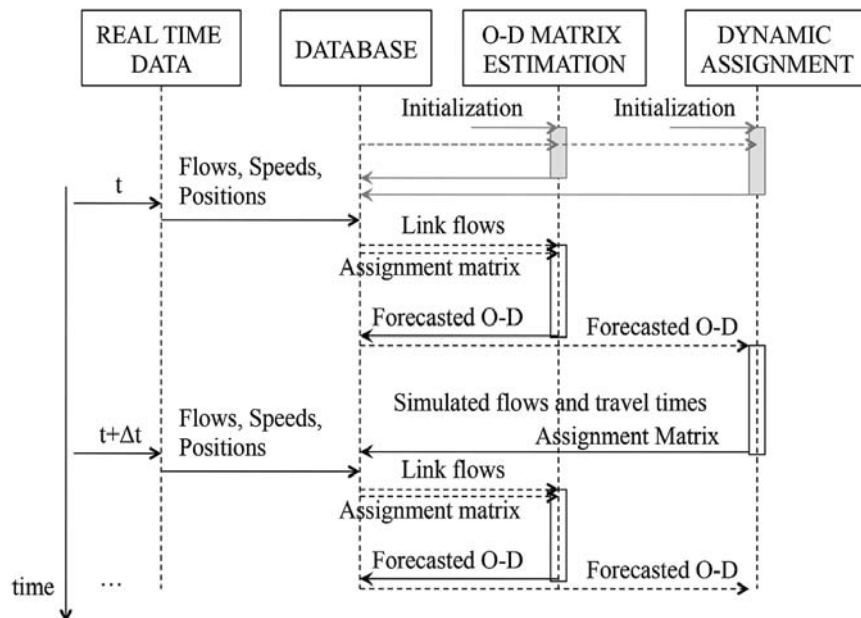 REAL TIME
DATA
DATABASE
O-D MATRIX
ESTIMATION
DYNAMIC
ASSIGNMENT
Initialization
Initialization
t
Flows, Speeds,
Positions
Link flows
Assignment matrix
Forecasted O-D
Forecasted O-D
Simulated flows and travel times
Assignment Matrix
t+Δt
Flows, Speeds,
Positions
Link flows
Assignment matrix
Forecasted O-D
Forecasted O-D
time
...